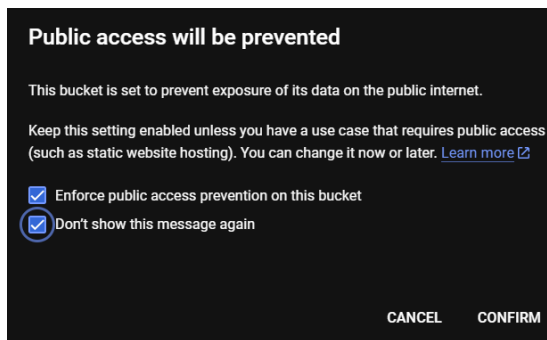 Public access will be prevented
This bucket is set to prevent exposure of its data on the public internet.
Keep this setting enabled unless you have a use case that requires public access
(such as static website hosting). You can change it now or later. Learn more
Enforce public access prevention on this bucket
Don't show this message again
CANCEL CONFIRM